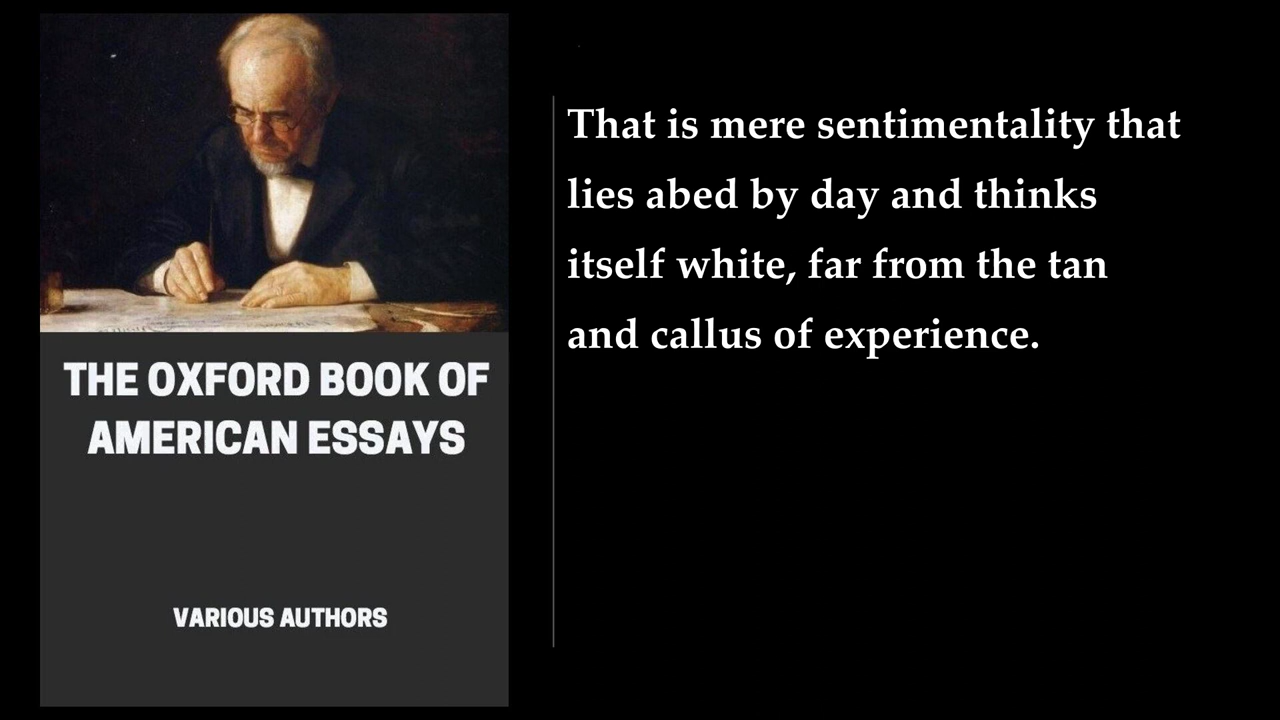 THE OXFORD BOOK OF
AMERICAN ESSAYS
VARIOUS AUTHORS
That is mere sentimentality that
lies abed by day and thinks
itself white, far from the tan
and callus of experience.